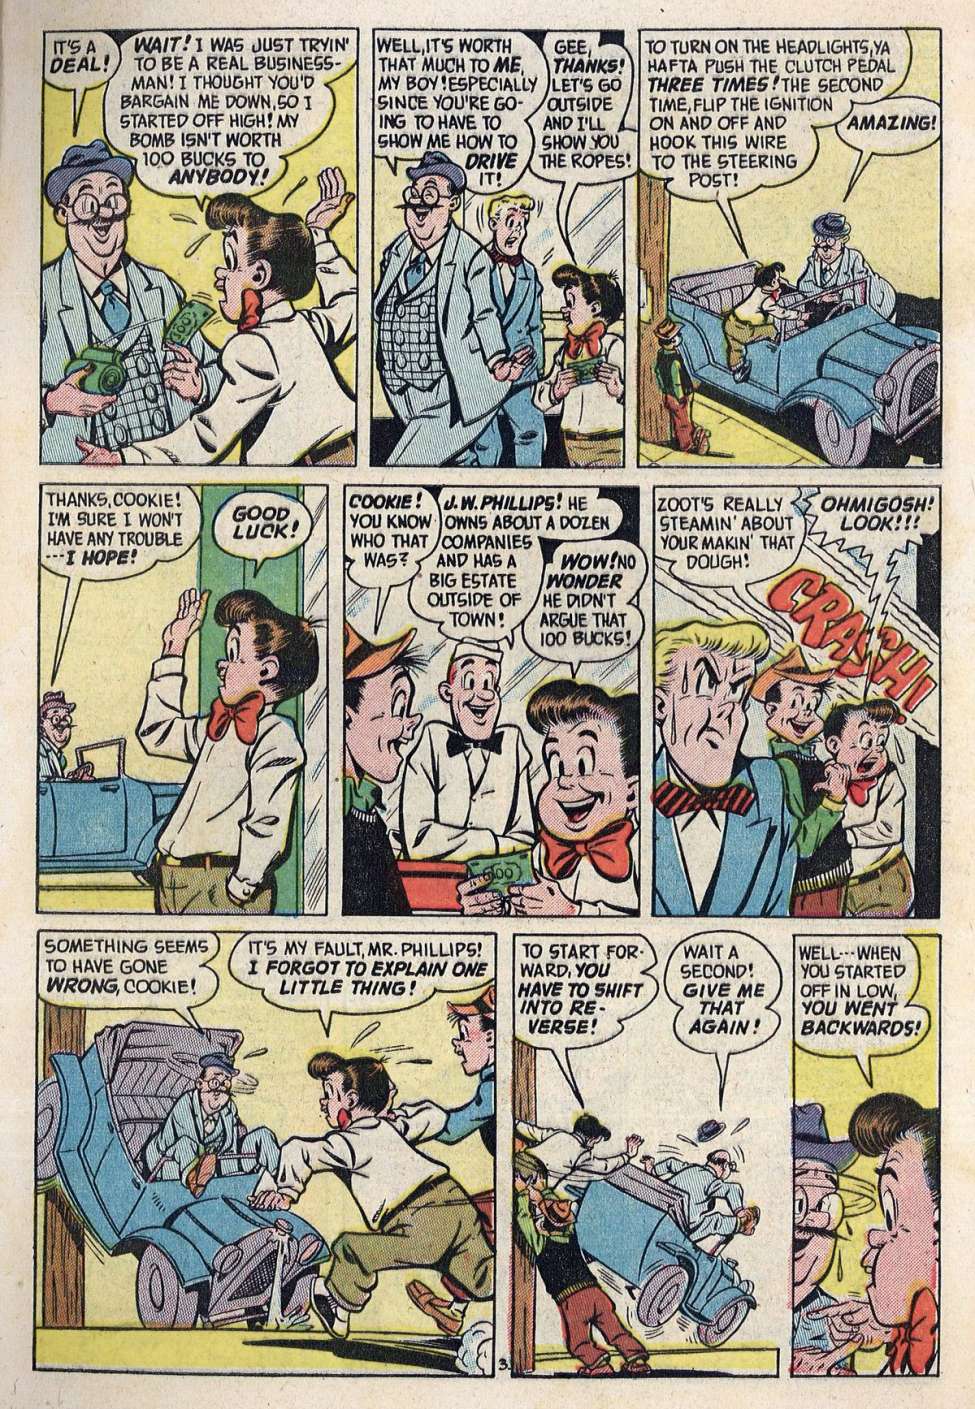 IT'S A
DEAL!
WAIT! I WAS JUST TRYIN'
TO BE A REAL BUSINESS-
MAN! I THOUGHT YOU'D
BARGAIN ME DOWN, SO I
STARTED OFF HIGH! MY
BOMB ISN'T WORTH
100 BUCKS TO
ANYBODY!
100
WELL, IT'S WORTH
THAT MUCH TO ME,
MY BOY! ESPECIALLY
SINCE YOU'RE GO-
ING TO HAVE TO
SHOW ME HOW TO
DRIVE
IT!
GEE,
THANKS!
LET'S GO
OUTSIDE
AND I'LL
SHOW YOU
THE ROPES!
TO TURN ON THE HEADLIGHTS, YA
HAFTA PUSH THE CLUTCH PEDAL
THREE TIMES! THE SECOND
TIME, FLIP THE IGNITION
ON AND OFF AND
HOOK THIS WIRE
TO THE STEERING
POST!
AMAZING!
THANKS, COOKIE!
I'M SURE I WON'T
HAVE ANY TROUBLE
---I HOPE!
GOOD
LUCK!
COOKIE!
YOU KNOW
WHO THAT
WAS?
J.W. PHILLIPS! HE
OWNS ABOUT A DOZEN
COMPANIES
AND HAS A
BIG ESTATE
OUTSIDE OF
TOWN!
WOW! NO
WONDER
HE DIDN'T
ARGUE THAT
100 BUCKS!
100
ZOOT'S REALLY
STEAMIN' ABOUT
YOUR MAKIN' THAT
DOUGH!
OHMIGOSH!
LOOK!!!
CRASH!
SOMETHING SEEMS
TO HAVE GONE
WRONG, COOKIE!
IT'S MY FAULT, MR. PHILLIPS!
I FORGOT TO EXPLAIN ONE
LITTLE THING!
TO START FOR-
WARD, YOU
HAVE TO SHIFT
INTO RE-
VERSE!
WAIT A
SECOND!
GIVE ME
THAT
AGAIN!
WELL---WHEN
YOU STARTED
OFF IN LOW,
YOU WENT
BACKWARDS!
3